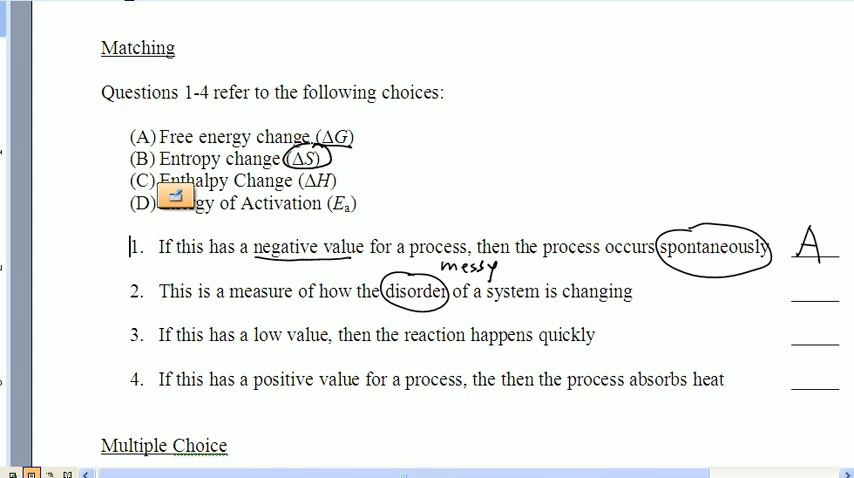 Matching
Questions 1-4 refer to the following choices:
(A) Free energy change (ΔG)
(B) Entropy change (ΔS)
(C) Enthalpy Change (ΔH)
(D) gy of Activation (Ea)
1. If this has a negative value for a process, then the process occurs spontaneously A
messy
2. This is a measure of how the disorder of a system is changing
3. If this has a low value, then the reaction happens quickly
4. If this has a positive value for a process, the then the process absorbs heat
Multiple Choice